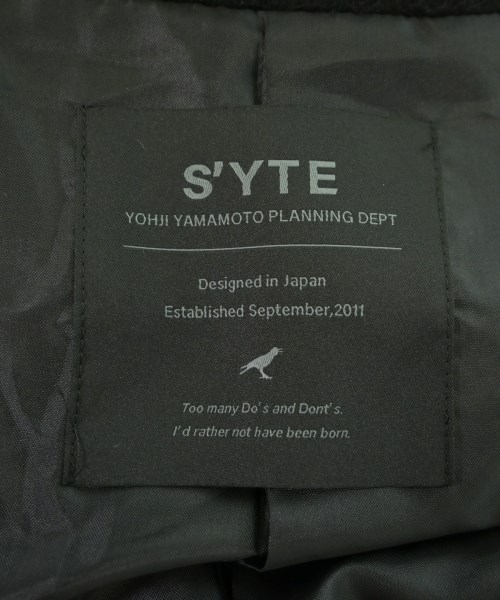 S'YTE
YOHJI YAMAMOTO PLANNING DEPT
Designed in Japan
Established September,2011
Too many Do's and Dont's.
I'd rather not have been born.